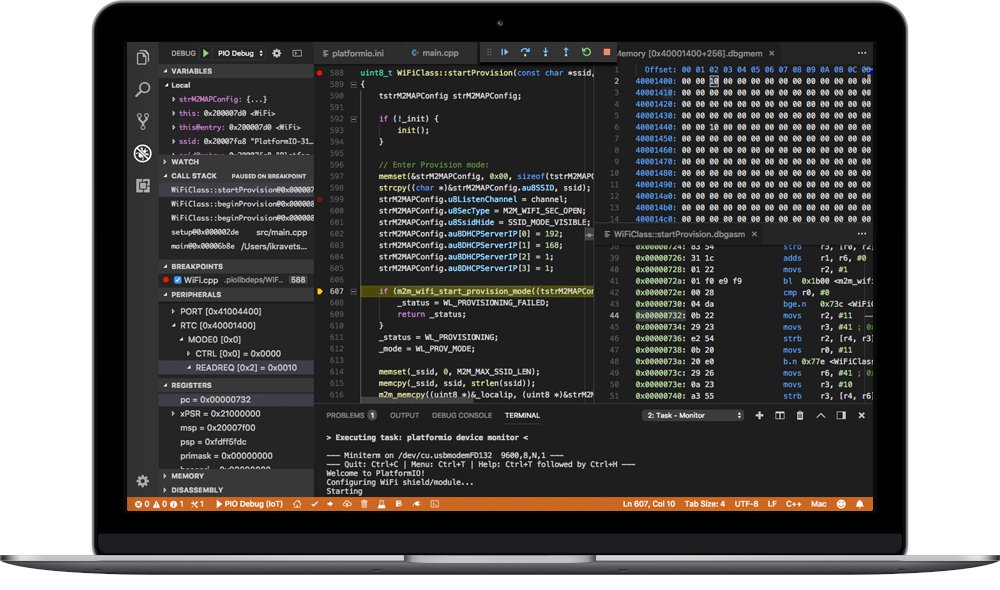 DEBUG PIO Debug
VARIABLES
Local
strM2MAPConfig: {...}
this: 0x200007d0 <WiFi>
this@entry: 0x200007d0 <WiFi>
ssid: 0x20007fa8 "PlatformIO-31...
WATCH
CALL STACK PAUSED ON BREAKPOINT
WiFiClass::startProvision@0x000007
WiFiClass::beginProvision@0x00000
WiFiClass::beginProvision@0x00000
setup@0x000002de src/main.cpp
main@0x00006b8e /Users/ikravets...
BREAKPOINTS
WiFi.cpp .piolibdeps/WiF... 688
PERIPHERALS
PORT [0x41004400]
RTC [0x40001400]
MODE0 [0x0]
CTRL [0x0] = 0x0000
READREQ [0x2] = 0x0010
REGISTERS
pc = 0x00000732
xPSR = 0x21000000
msp = 0x20007f00
psp = 0xfdff5fdc
primask = 0x00000000
MEMORY
DISASSEMBLY
platformio.ini main.cpp
588 uint8_t WiFiClass::startProvision(const char *ssid,
589 {
590 tstrM2MAPConfig strM2MAPConfig;
591
592 if (!_init) {
593 init();
594 }
595
596 // Enter Provision mode:
597 memset(&strM2MAPConfig, 0x00, sizeof(tstrM2MAPC
598 strcpy((char *)&strM2MAPConfig.au8SSID, ssid);
599 strM2MAPConfig.u8ListenChannel = channel;
600 strM2MAPConfig.u8SecType = M2M_WIFI_SEC_OPEN;
601 strM2MAPConfig.u8SsidHide = SSID_MODE_VISIBLE;
602 strM2MAPConfig.au8DHCPServerIP[0] = 192;
603 strM2MAPConfig.au8DHCPServerIP[1] = 168;
604 strM2MAPConfig.au8DHCPServerIP[2] = 1;
605 strM2MAPConfig.au8DHCPServerIP[3] = 1;
606
607 if (m2m_wifi_start_provision_mode((tstrM2MAPCon
608 _status = WL_PROVISIONING_FAILED;
609 return _status;
610 }
611 _status = WL_PROVISIONING;
612 _mode = WL_PROV_MODE;
613
614 memset(_ssid, 0, M2M_MAX_SSID_LEN);
615 memcpy(_ssid, ssid, strlen(ssid));
616 m2m_memcpy((uint8 *)&_localip, (uint8 *)&strM2M
Memory [0x40001400+256].dbgmem
1 Offset: 00 01 02 03 04 05 06 07 08 09 0A 0B 0C 0D
2 40001400: 00 00 10 00 00 00 00 00 00 00 00 00 00 00
3 40001410: 00 00 00 00 00 00 00 00 00 00 00 00 00 00
4 40001420: 00 00 00 00 00 00 00 00 00 00 00 00 00 00
5 40001430: 00 00 00 00 00 00 00 00 00 00 00 00 00 00
6 40001440: 00 00 10 00 00 00 00 00 00 00 00 00 00 00
7 40001450: 00 00 00 00 00 00 00 00 00 00 00 00 00 00
8 40001460: 00 00 00 00 00 00 00 00 00 00 00 00 00 00
9 40001470: 00 00 00 00 00 00 00 00 00 00 00 00 00 00
10 40001480: 00 00 00 00 00 00 00 00 00 00 00 00 00 00
11 40001490: 00 00 00 00 00 00 00 00 00 00 00 00 00 00
12 400014a0: 00 00 00 00 00 00 00 00 00 00 00 00 00 00
13 400014b0: 00 00 00 00 00 00 00 00 00 00 00 00 00 00
14 400014c0: 00 00 00 00 00 00 00 00 00 00 00 00 00 00
WiFiClass::startProvision.dbgasm
38 0x00000724: 83 54 strb r3, [r0, r2
39 0x00000726: 31 1c adds r1, r6, #0
40 0x00000728: 01 22 movs r2, #1
41 0x0000072a: 01 f0 e9 f9 bl 0x1b00 <m2m_wif
42 0x0000072e: 00 28 cmp r0, #0
43 0x00000730: 04 da bge.n 0x73c <WiFiC
44 0x00000732: 0b 22 movs r2, #11
45 0x00000734: 29 23 movs r3, #41 ; 0x
46 0x00000736: e2 54 strb r2, [r4, r3]
47 0x00000738: 0b 20 movs r0, #11
48 0x0000073a: 20 e0 b.n 0x77e <WiFiClass
49 0x0000073c: 29 26 movs r6, #41 ; 0x
50 0x0000073e: 0a 23 movs r3, #10
51 0x00000740: a3 55 strb r3, [r4, r6]
PROBLEMS 1 OUTPUT DEBUG CONSOLE TERMINAL 2: Task - Monitor
> Executing task: platformio device monitor <
--- Miniterm on /dev/cu.usbmodemFD132 9600,8,N,1 ---
--- Quit: Ctrl+C | Menu: Ctrl+T | Help: Ctrl+T followed by Ctrl+H ---
Welcome to PlatformIO!
Configuring WiFi shield/module...
Starting
0 0 1 1 PIO Debug (IoT) Ln 607, Col 10 Tab Size: 4 UTF-8 LF C++ Mac